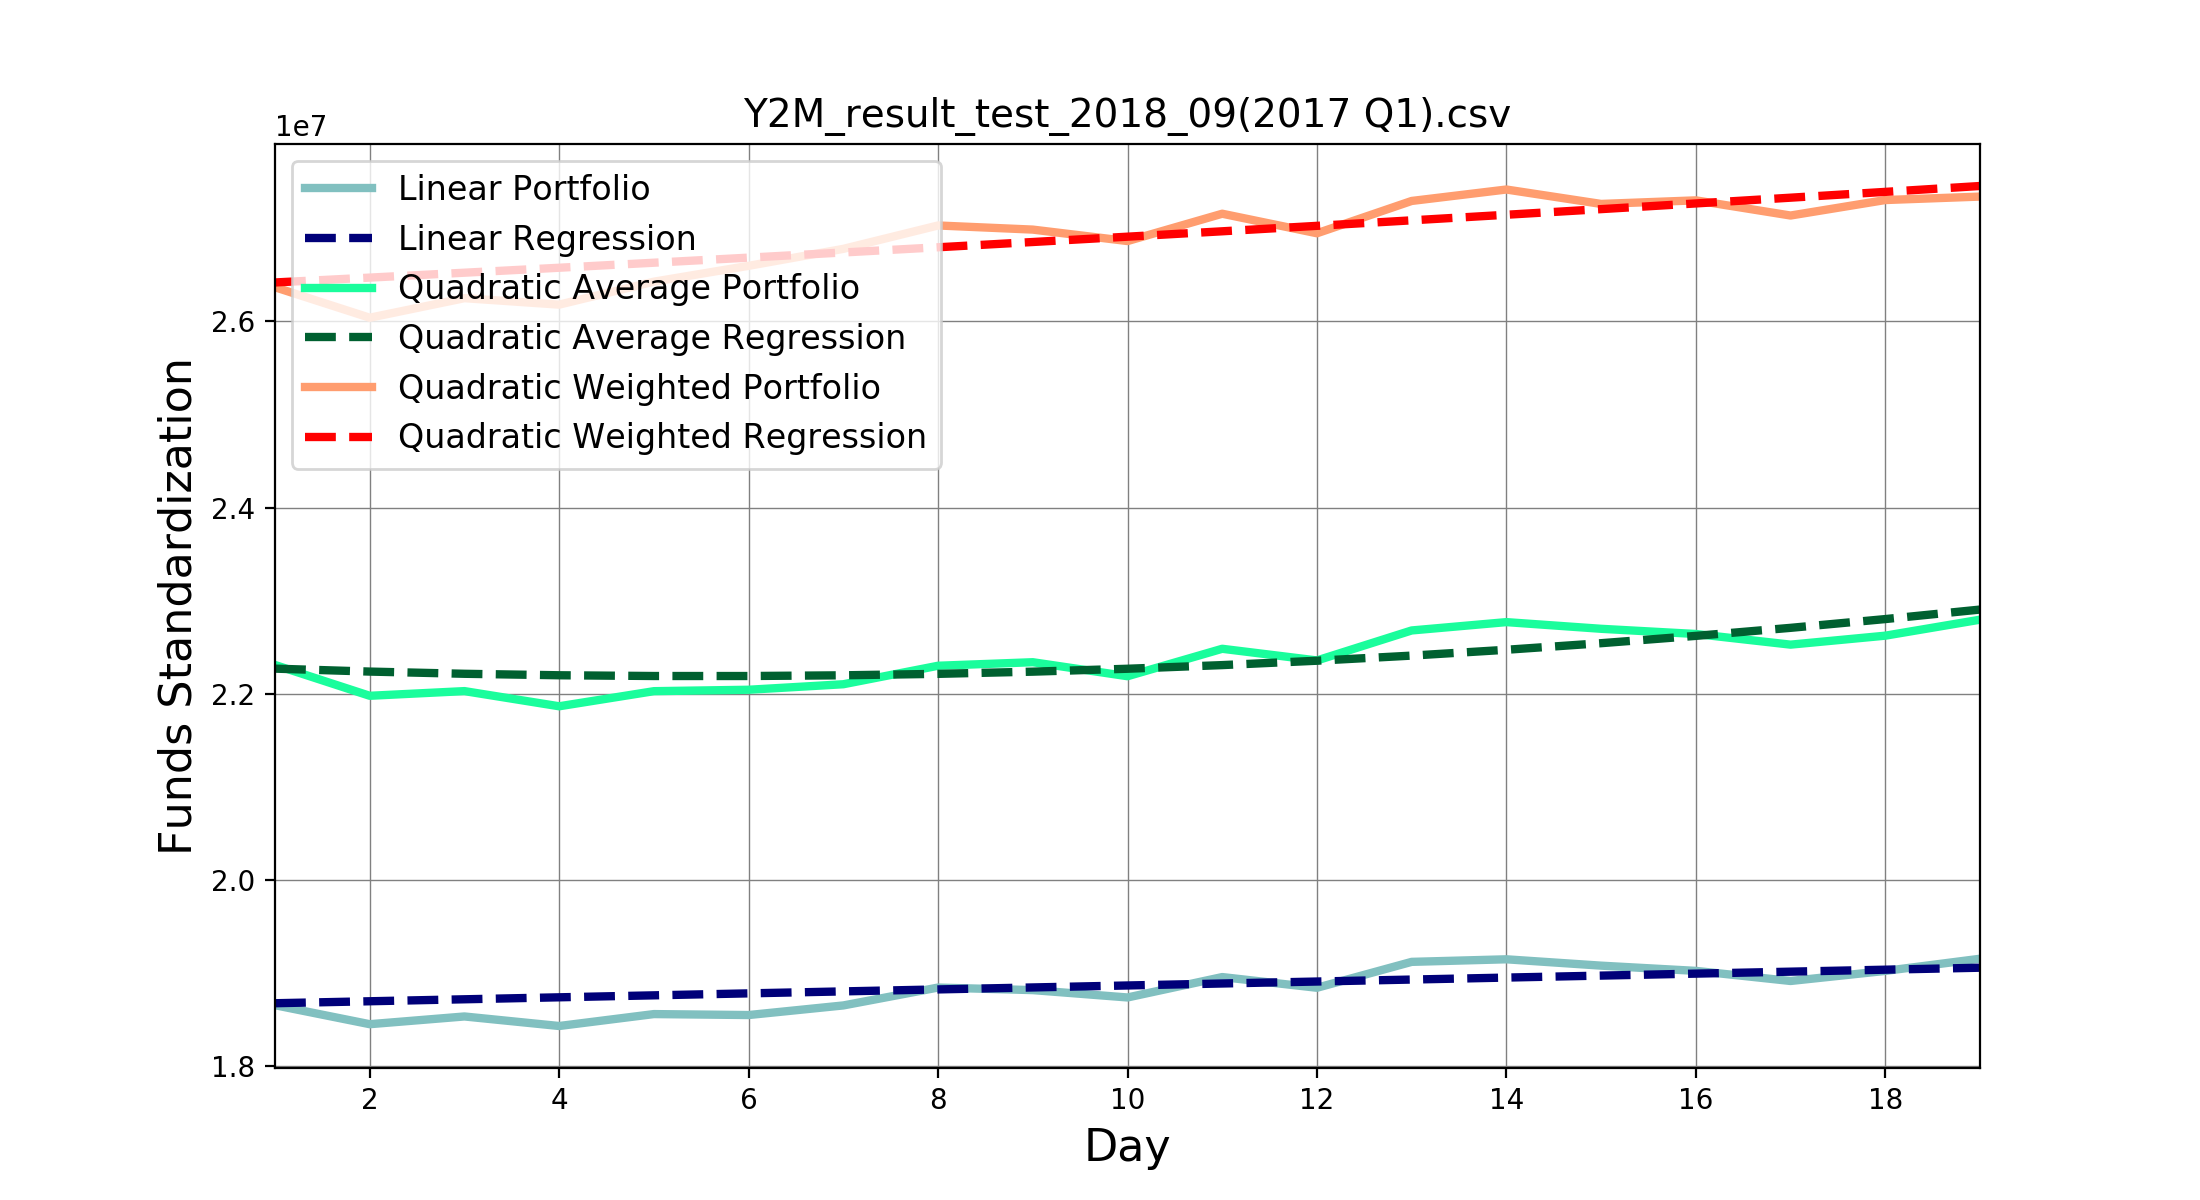 Y2M_result_test_2018_09(2017 Q1).csv
1e7
Linear Portfolio
Linear Regression
Quadratic Average Portfolio
Quadratic Average Regression
Quadratic Weighted Portfolio
Quadratic Weighted Regression
Funds Standardization
2.6
2.4
2.2
2.0
1.8
2 4 6 8 10 12 14 16 18
Day